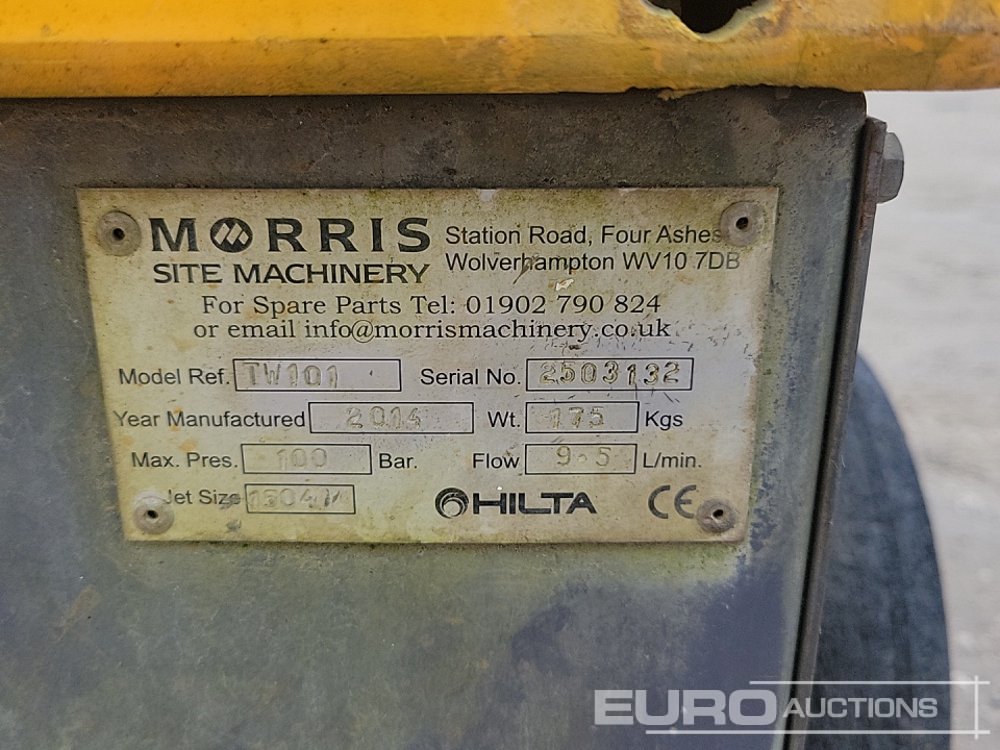 MORRIS
SITE MACHINERY
Station Road, Four Ashes
Wolverhampton WV10 7DB
For Spare Parts Tel: 01902 790 824
or email info@morrismachinery.co.uk
Model Ref. TW101 Serial No. 2503132
Year Manufactured 2014 Wt. 175 Kgs
Max. Pres. 100 Bar. Flow 9.5 L/min.
Jet Size
HILTA CE
EURO AUCTIONS